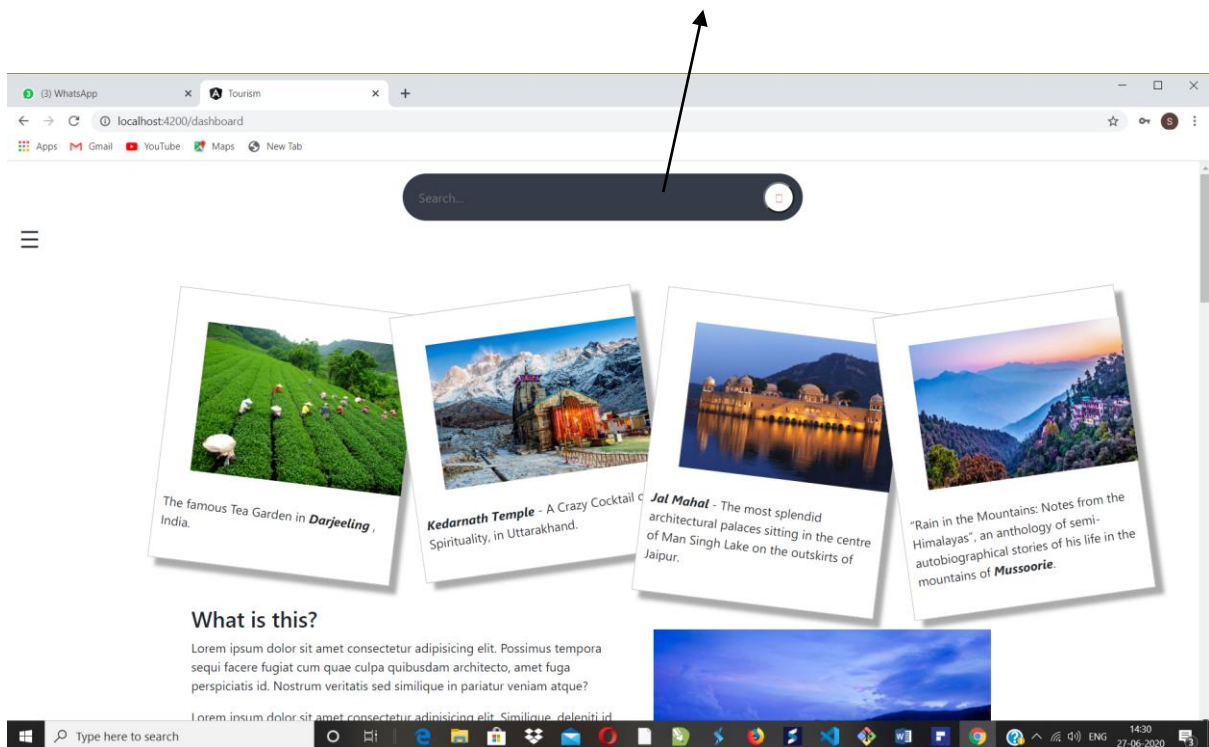 (3) WhatsApp
Tourism
localhost:4200/dashboard
S
Apps
Gmail
YouTube
Maps
New Tab
Search...
The famous Tea Garden in Darjeeling ,
India.
Kedarnath Temple - A Crazy Cocktail
Spirituality, in Uttarakhand.
Jal Mahal - The most splendid
architectural palaces sitting in the centre
of Man Singh Lake on the outskirts of
Jaipur.
"Rain in the Mountains: Notes from the
Himalayas", an anthology of semi-
autobiographical stories of his life in the
mountains of Mussoorie.
What is this?
Lorem ipsum dolor sit amet consectetur adipisicing elit. Possimus tempora
sequi facere fugiat cum quae culpa quibusdam architecto, amet fuga
perspiciatis id. Nostrum veritatis sed similique in pariatur veniam atque?
Lorem ipsum dolor sit amet consectetur adipisicing elit. Similique, deleniti id
Type here to search
ENG
14:30
27-06-2020